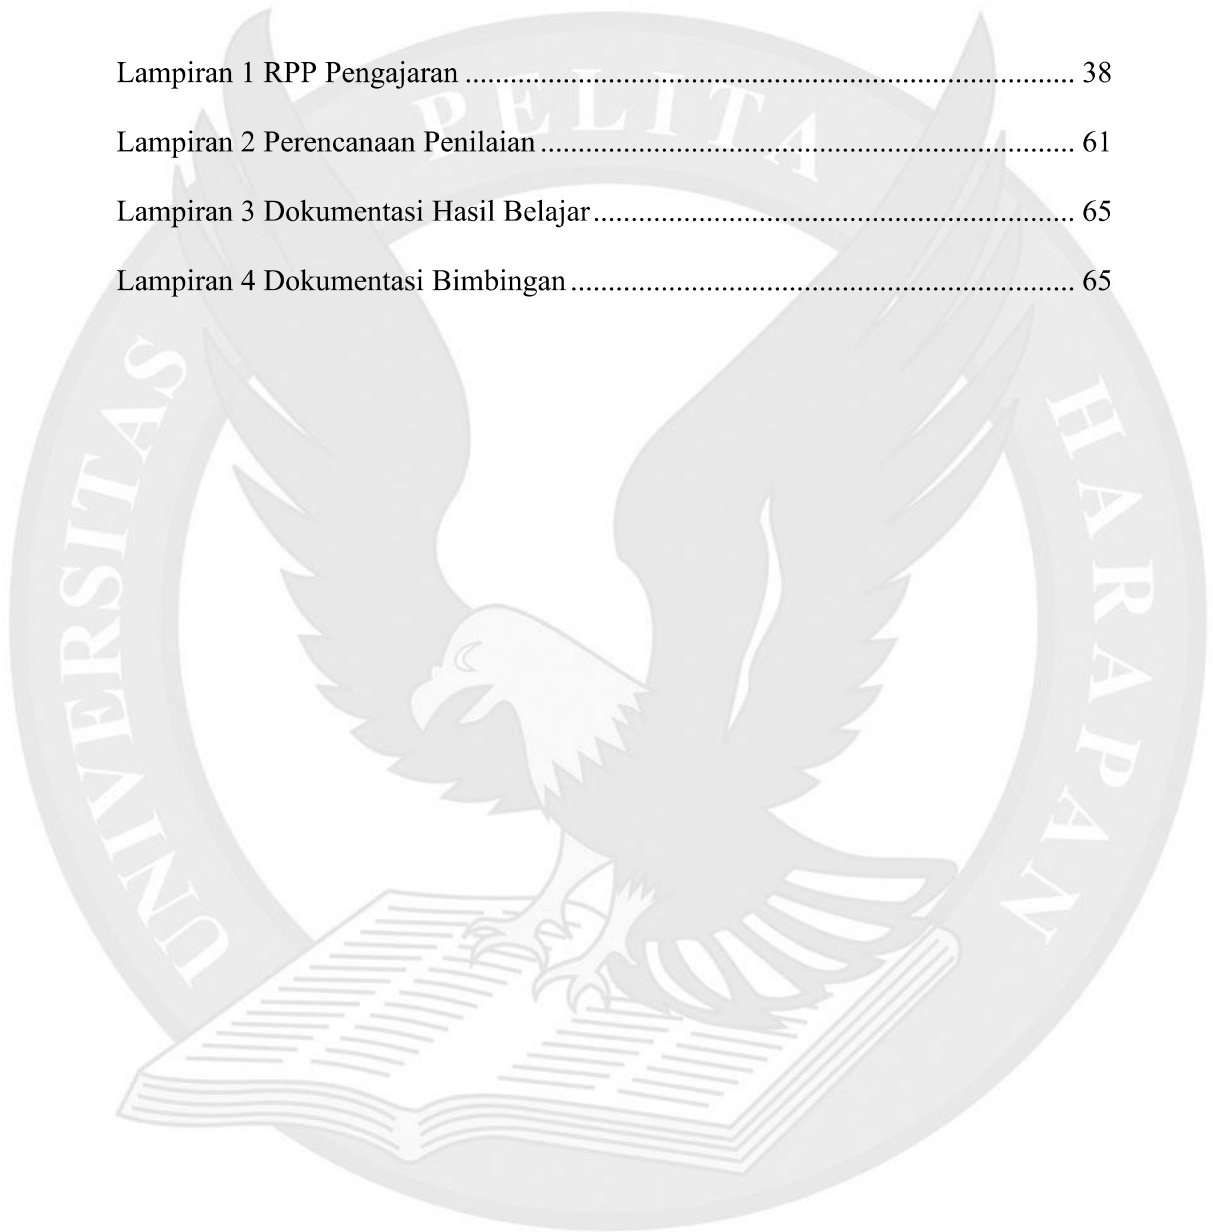 Lampiran 1 RPP Pengajaran ................................................................................ 38
Lampiran 2 Perencanaan Penilaian ...................................................................... 61
Lampiran 3 Dokumentasi Hasil Belajar ............................................................... 65
Lampiran 4 Dokumentasi Bimbingan .................................................................. 65
UNIVERSITAS PELITA HARAPAN